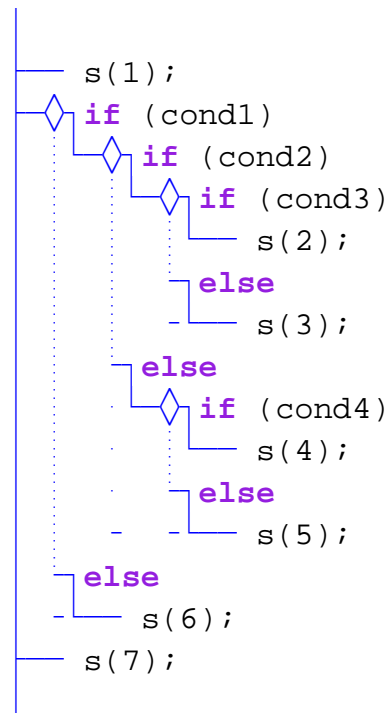 s(1);
if (cond1)
if (cond2)
if (cond3)
s(2);
else
s(3);
else
if (cond4)
s(4);
else
s(5);
else
s(6);
s(7);